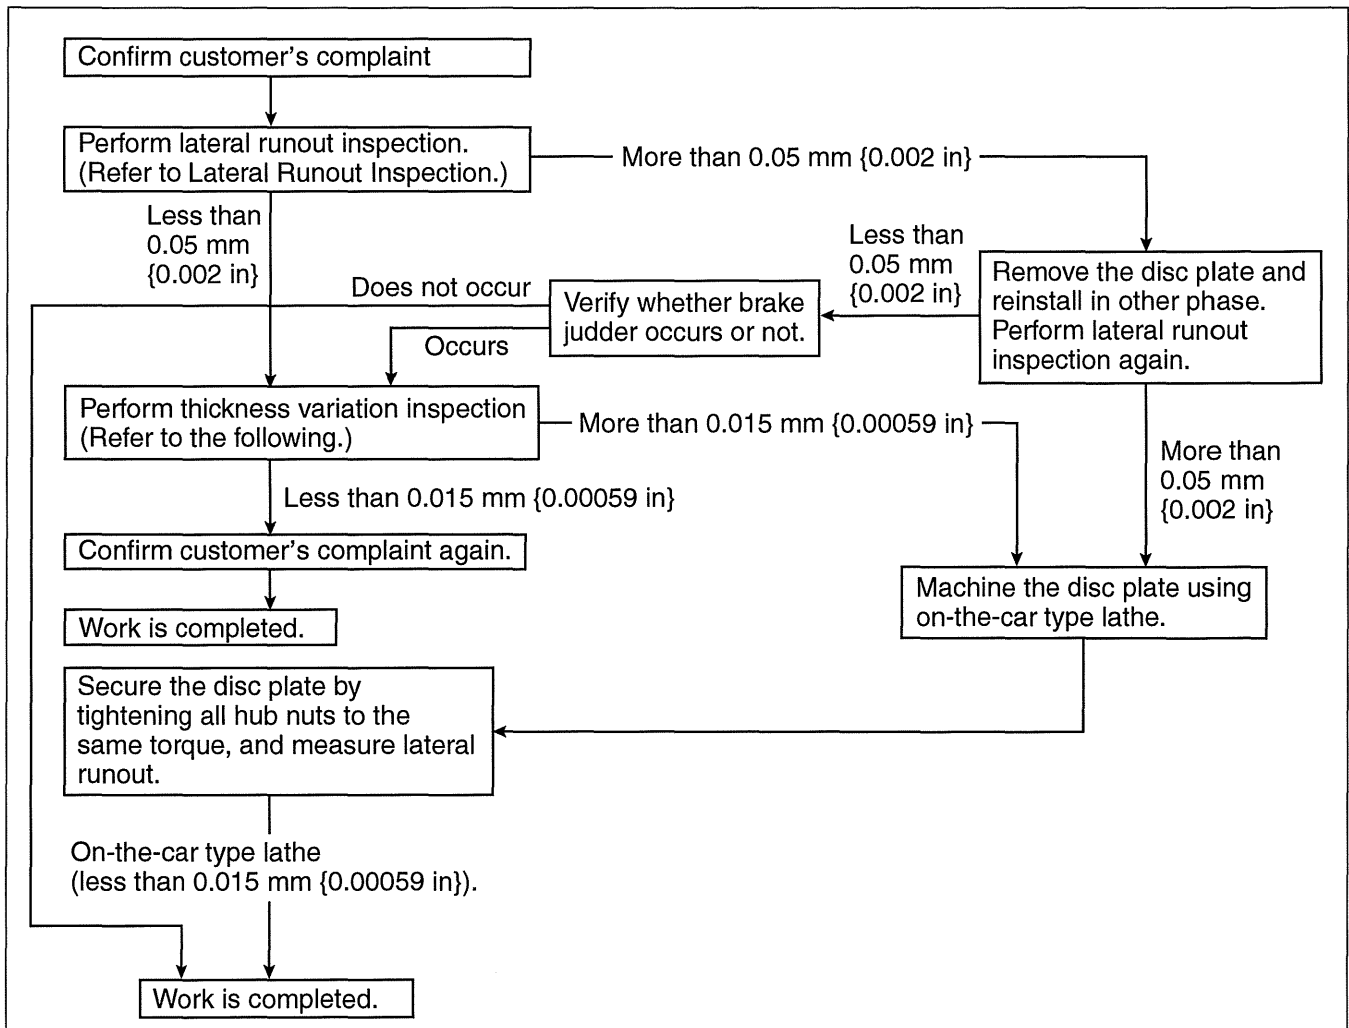 Confirm customer's complaint
Perform lateral runout inspection.
(Refer to Lateral Runout Inspection.)
More than 0.05 mm {0.002 in}
Less than
0.05 mm
{0.002 in}
Less than
0.05 mm
{0.002 in}
Remove the disc plate and
reinstall in other phase.
Perform lateral runout
inspection again.
Does not occur
Verify whether brake
judder occurs or not.
Occurs
Perform thickness variation inspection
(Refer to the following.)
More than 0.015 mm {0.00059 in}
More than
0.05 mm
{0.002 in}
Less than 0.015 mm {0.00059 in}
Confirm customer's complaint again.
Machine the disc plate using
on-the-car type lathe.
Work is completed.
Secure the disc plate by
tightening all hub nuts to the
same torque, and measure lateral
runout.
On-the-car type lathe
(less than 0.015 mm {0.00059 in}).
Work is completed.